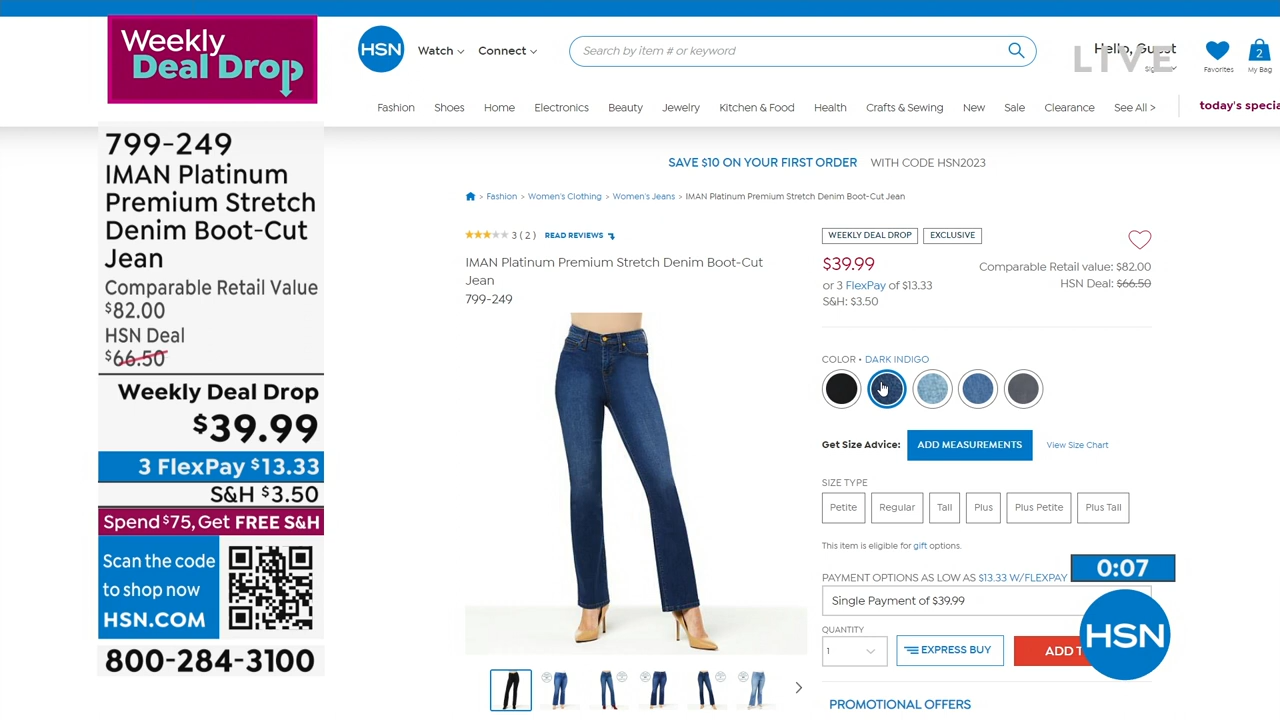 Weekly
Deal Drop
799-249
IMAN Platinum
Premium Stretch
Denim Boot-Cut
Jean
Comparable Retail Value
$82.00
HSN Deal
$66.50
Weekly Deal Drop
$39.99
3 FlexPay $13.33
S&H $3.50
Spend $75, Get FREE S&H
Scan the code
to shop now
HSN.COM
800-284-3100
HSN
Watch
Connect
Search by item # or keyword
Hello, Guest
LIVE
Favorites
2
My Bag
Fashion Shoes Home Electronics Beauty Jewelry Kitchen & Food Health Crafts & Sewing New Sale Clearance See All >
today's specia
SAVE $10 ON YOUR FIRST ORDER WITH CODE HSN2023
> Fashion > Women's Clothing > Women's Jeans > IMAN Platinum Premium Stretch Denim Boot-Cut Jean
3 ( 2 ) READ REVIEWS
IMAN Platinum Premium Stretch Denim Boot-Cut
Jean
799-249
WEEKLY DEAL DROP EXCLUSIVE
$39.99
Comparable Retail value: $82.00
or 3 FlexPay of $13.33
HSN Deal: $66.50
S&H: $3.50
COLOR • DARK INDIGO
Get Size Advice: ADD MEASUREMENTS View Size Chart
SIZE TYPE
Petite Regular Tall Plus Plus Petite Plus Tall
This item is eligible for gift options.
PAYMENT OPTIONS AS LOW AS $13.33 W/FLEXPAY
0:07
Single Payment of $39.99
QUANTITY
1
EXPRESS BUY
ADD T
HSN
PROMOTIONAL OFFERS